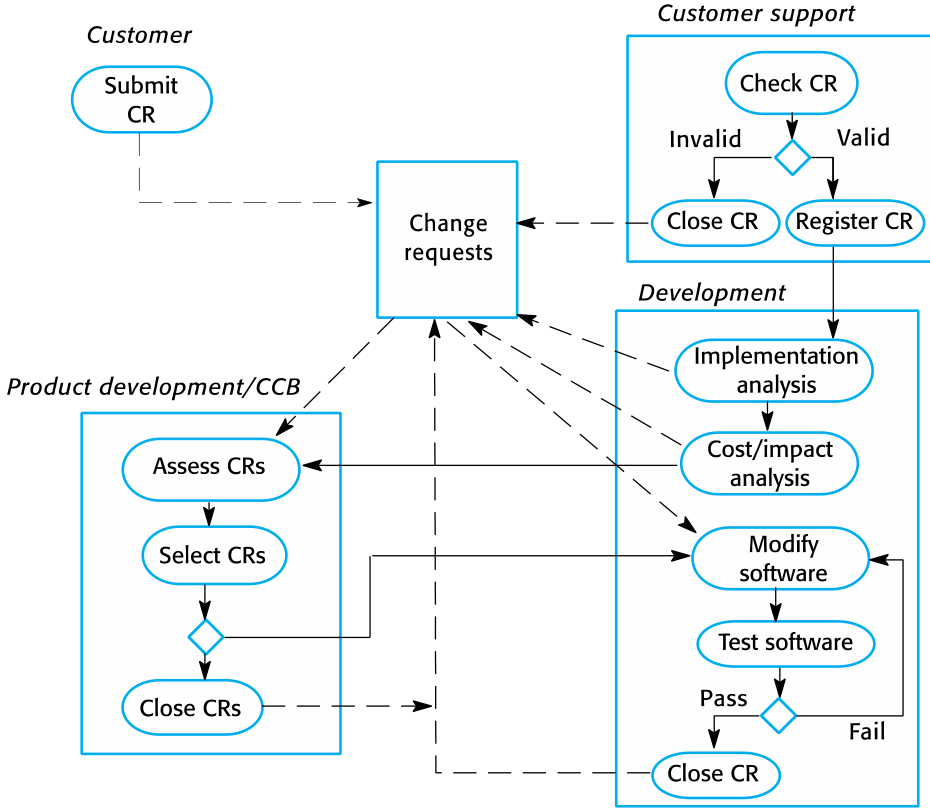 Customer
Submit
CR
Customer support
Check CR
Invalid
Valid
Close CR
Register CR
Change
requests
Development
Implementation
analysis
Cost/impact
analysis
Product development/CCB
Assess CRs
Select CRs
Close CRs
Modify
software
Test software
Pass
Fail
Close CR